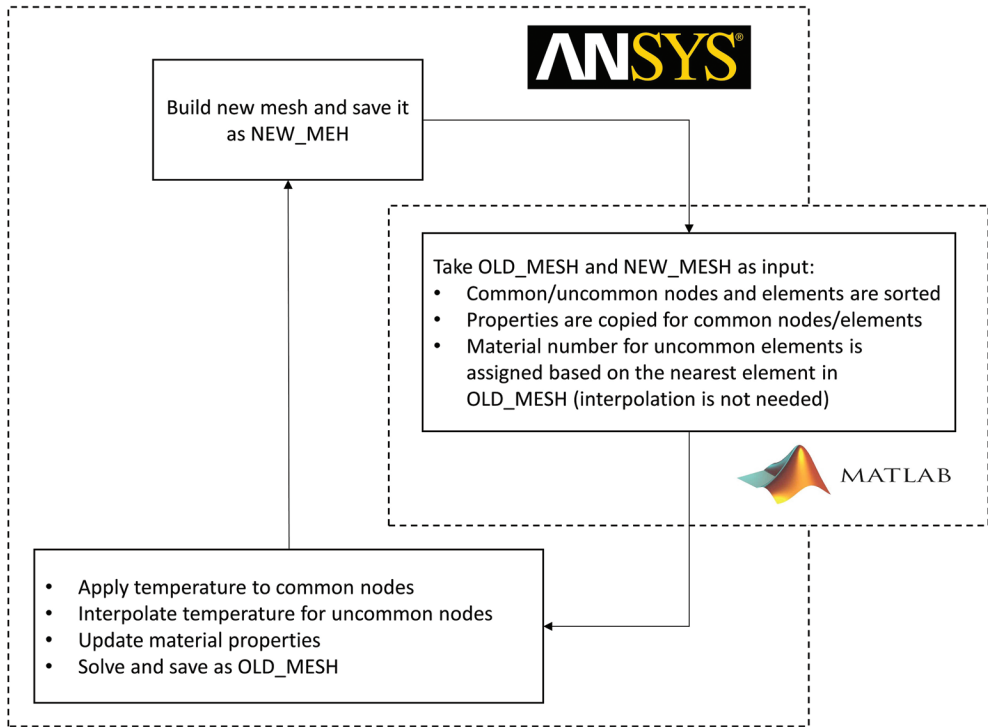 ANSYS®
Build new mesh and save it
as NEW_MEH
Take OLD_MESH and NEW_MESH as input:
• Common/uncommon nodes and elements are sorted
• Properties are copied for common nodes/elements
• Material number for uncommon elements is
assigned based on the nearest element in
OLD_MESH (interpolation is not needed)
MATLAB
• Apply temperature to common nodes
• Interpolate temperature for uncommon nodes
• Update material properties
• Solve and save as OLD_MESH